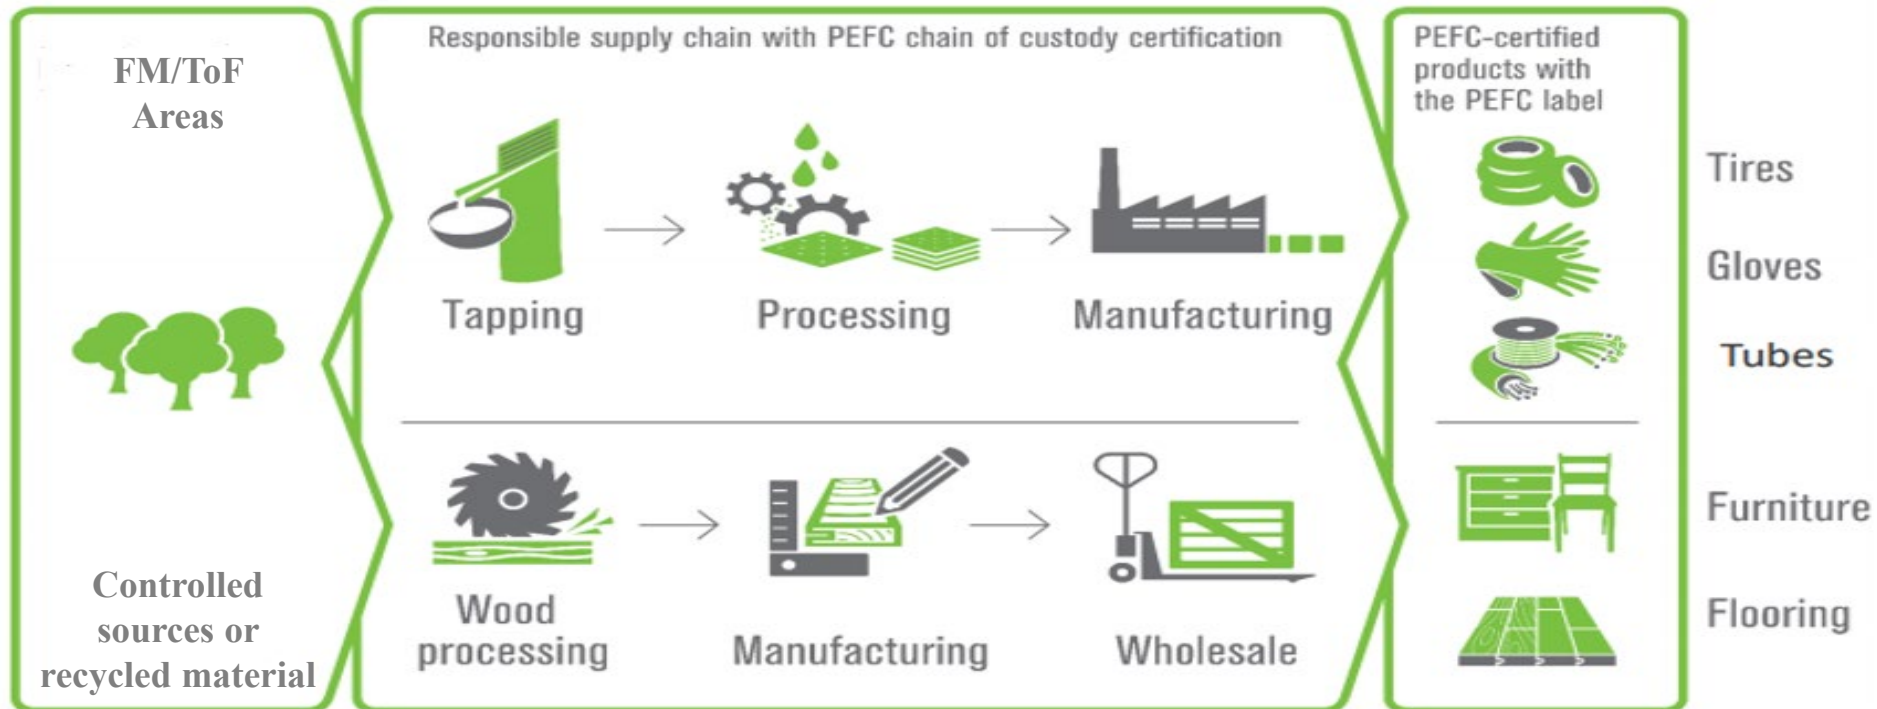 FM/ToF
Areas
Controlled
sources or
recycled material
Responsible supply chain with PEFC chain of custody certification
Tapping
Processing
Manufacturing
Wood
processing
Manufacturing
Wholesale
PEFC-certified
products with
the PEFC label
Tires
Gloves
Tubes
Furniture
Flooring